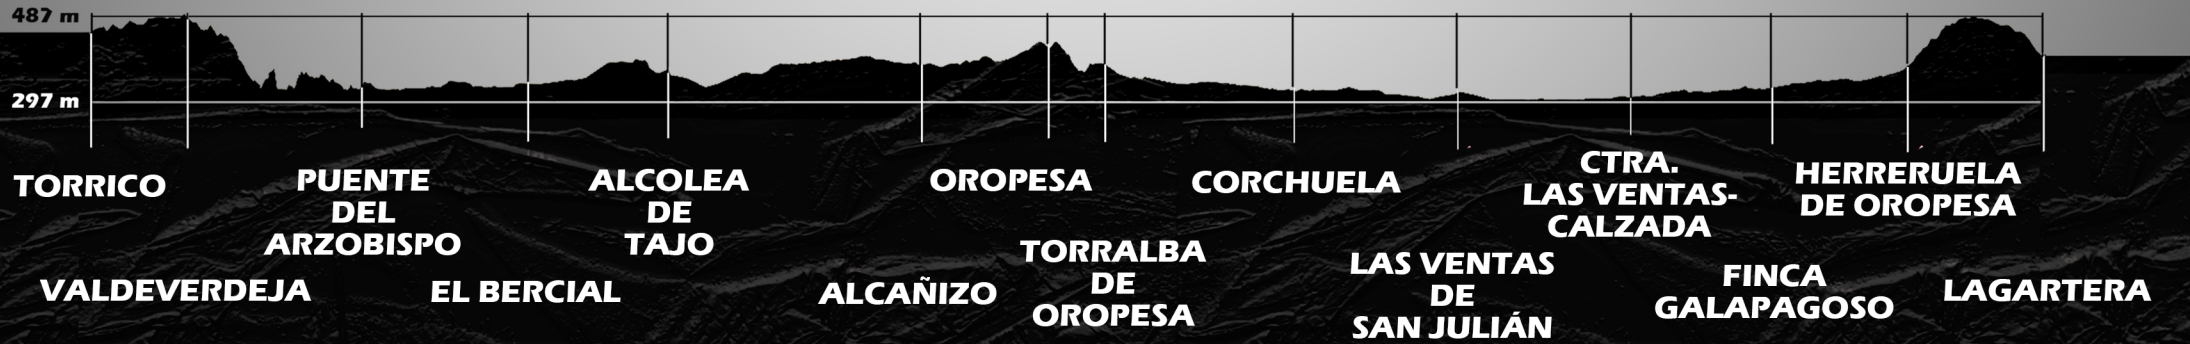 487 m
297 m
TORRICO
VALDEVERDEJA
PUENTE
DEL
ARZOBISPO
EL BERCIAL
ALCOLEA
DE
TAJO
ALCAÑIZO
OROPESA
TORRALBA
DE
OROPESA
CORCHUELA
LAS VENTAS
DE
SAN JULIÁN
CTRA.
LAS VENTAS-
CALZADA
FINCA
GALAPAGOSO
HERRERUELA
DE OROPESA
LAGARTERA